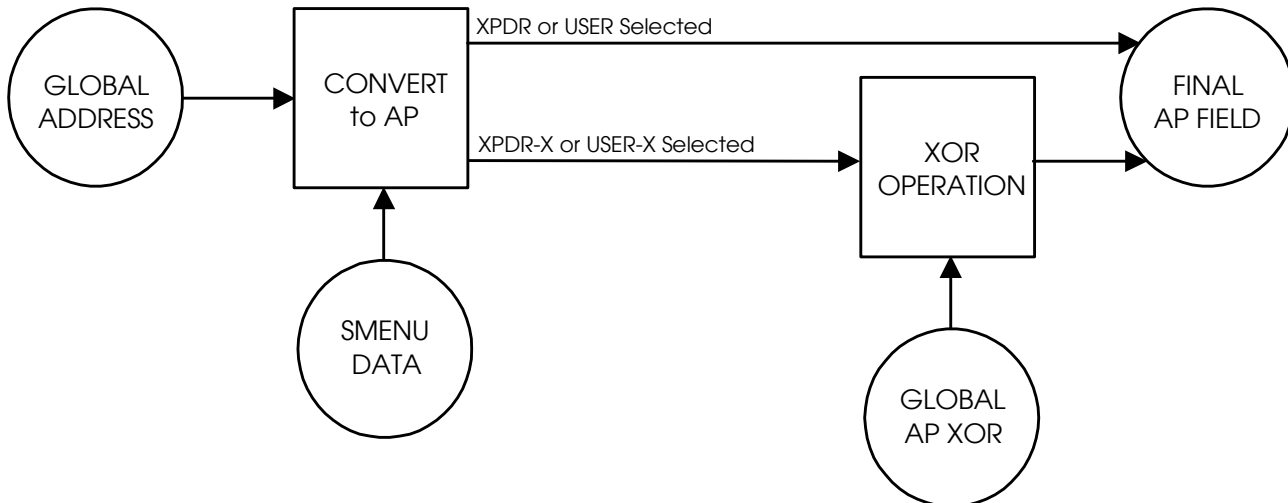 XPDR or USER Selected
GLOBAL
ADDRESS
CONVERT
to AP
FINAL
AP FIELD
XPDR-X or USER-X Selected
XOR
OPERATION
SMENU
DATA
GLOBAL
AP XOR